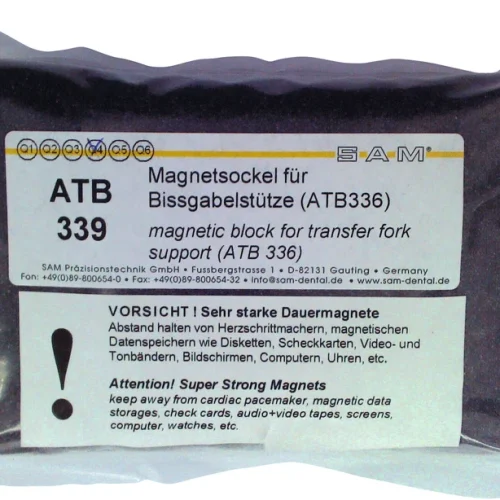 Q1 Q2 Q3 Q4 Q5 Q6
SAM®
ATB
339
Magnetsockel für
Bissgabelstütze (ATB336)
magnetic block for transfer fork
support (ATB 336)
SAM Präzisionstechnik GmbH • Fussbergstrasse 1 • D-82131 Gauting • Germany
Fon: +49(0)89-800654-0 • Fax: +49(0)89-800654-32 • info@sam-dental.de • www.sam-dental.de
!
VORSICHT ! Sehr starke Dauermagnete
Abstand halten von Herzschrittmachern, magnetischen
Datenspeichern wie Disketten, Scheckkarten, Video- und
Tonbändern, Bildschirmen, Computern, Uhren, etc.
Attention! Super Strong Magnets
keep away from cardiac pacemaker, magnetic data
storages, check cards, audio+video tapes, screens,
computer, watches, etc.